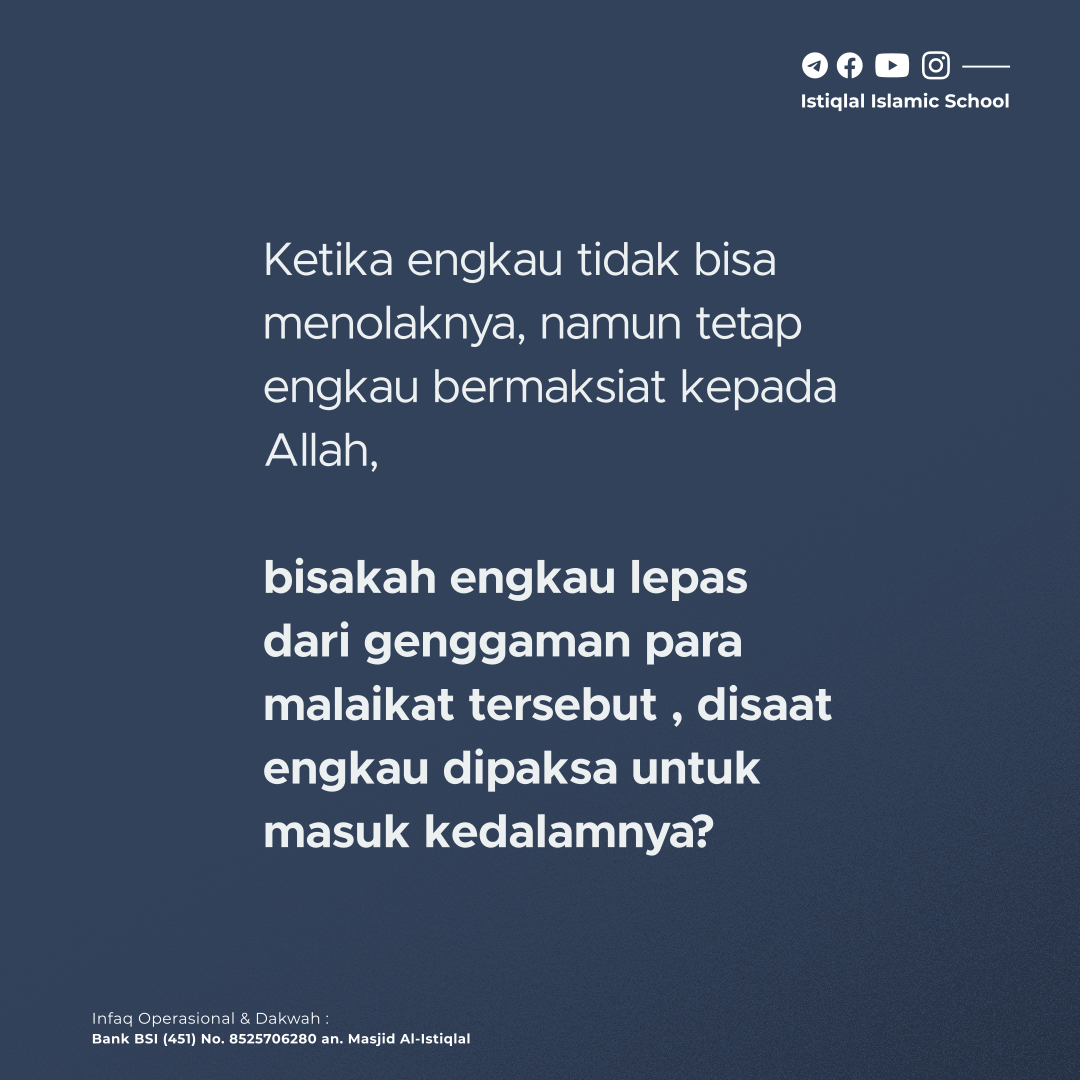 Istiqlal Islamic School
Ketika engkau tidak bisa
menolaknya, namun tetap
engkau bermaksiat kepada
Allah,
bisakah engkau lepas
dari genggaman para
malaikat tersebut , disaat
engkau dipaksa untuk
masuk kedalamnya?
Infaq Operasional & Dakwah :
Bank BSI (451) No. 8525706280 an. Masjid Al-Istiqlal